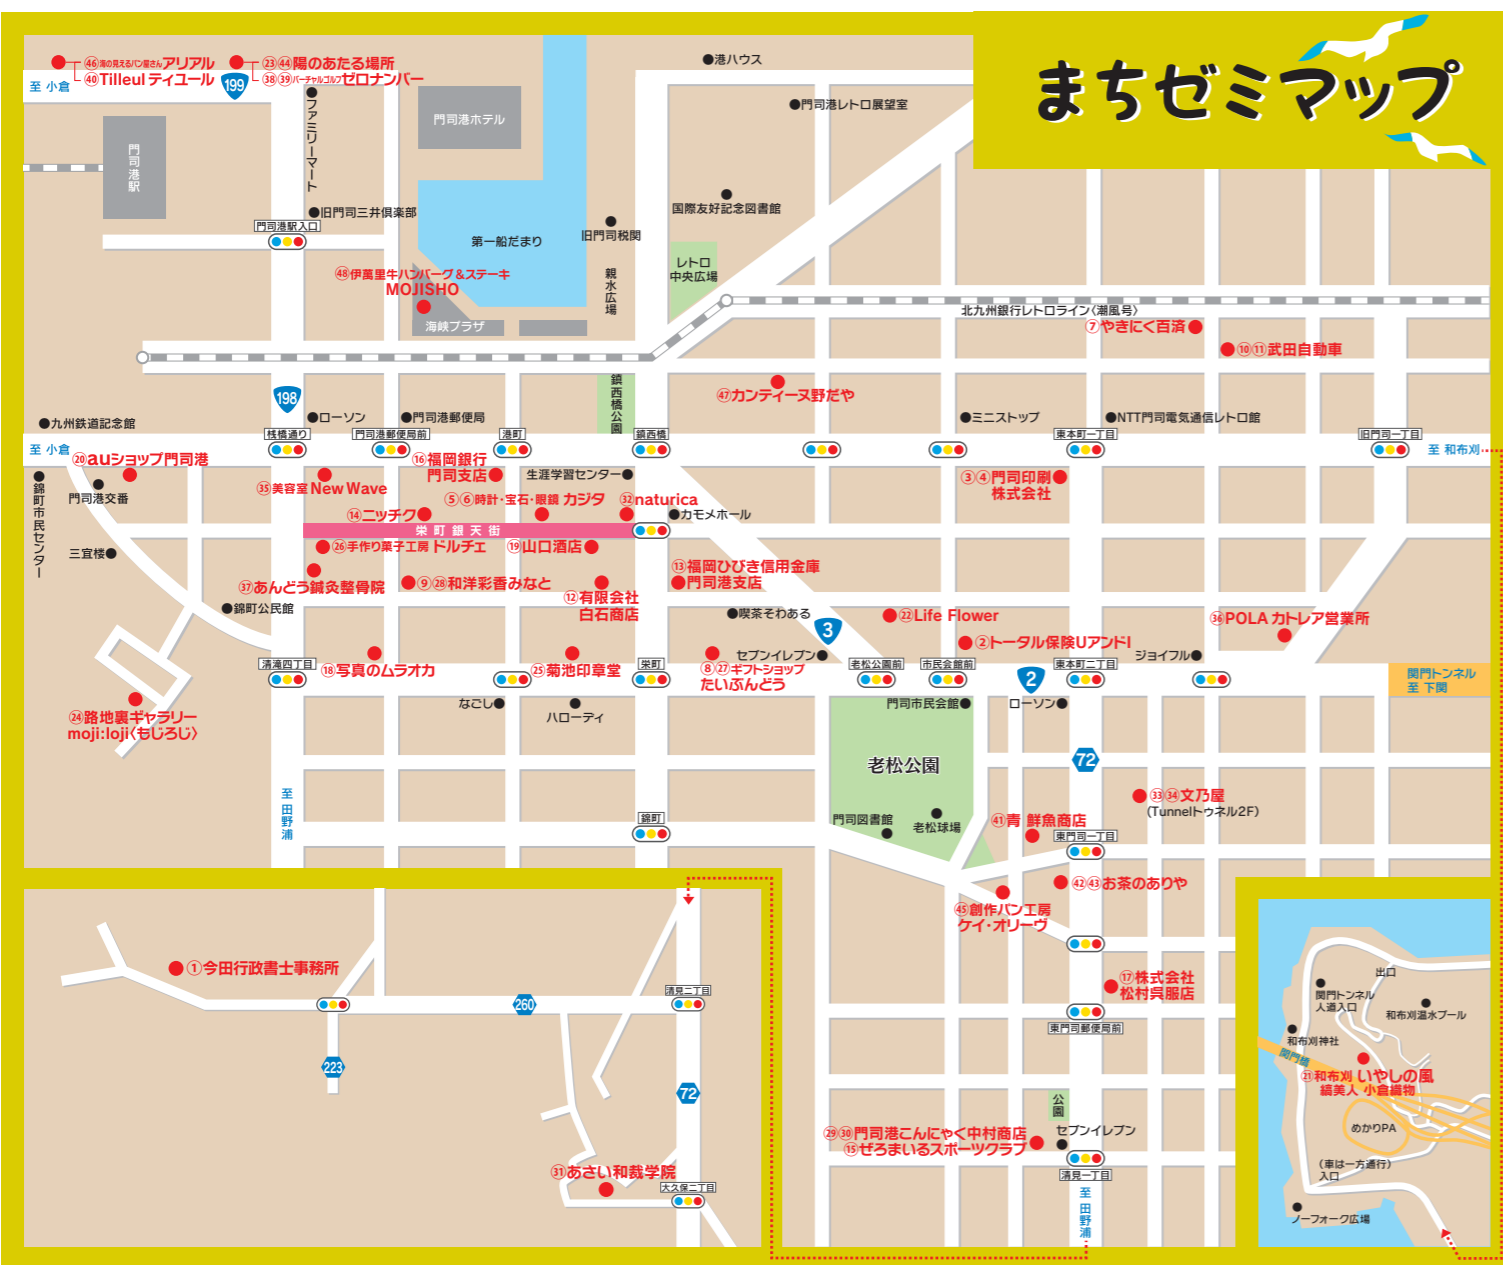 まちゼミマップ
㊻海の見えるパン屋さんアリアル
㊵Tilleul ティユール
㉓㊹陽のあたる場所
㊳㊴バーチャルゴルフゼロナンバー
至 小倉
199
門司港駅
ファミリーマート
門司港ホテル
港ハウス
門司港レトロ展望室
旧門司三井倶楽部
門司港駅入口
第一船だまり
旧門司税関
国際友好記念図書館
親水広場
レトロ
中央広場
㊽伊萬里牛ハンバーグ&ステーキ
MOJISHO
海峡プラザ
北九州銀行レトロライン〈潮風号〉
⑦やきにく百済
⑩⑪武田自動車
198
鎮西橋公園
㊼カンティーヌ野だや
九州鉄道記念館
ローソン
門司港郵便局
ミニストップ
NTT門司電気通信レトロ館
桟橋通り
門司港郵便局前
港町
鎮西橋
東本町一丁目
旧門司一丁目
至 小倉
至 和布刈
⑳auショップ門司港
門司港交番
錦町市民センター
㉟美容室 New Wave
⑯福岡銀行
門司支店
生涯学習センター
③④門司印刷
株式会社
⑤⑥時計・宝石・眼鏡 カジタ
㉜naturica
⑭ニッチク
カモメホール
栄町銀天街
三宜楼
㉖手作り菓子工房 ドルチェ
⑲山口酒店
㊲あんどう鍼灸整骨院
⑨㉘和洋彩香みなと
⑫有限会社
白石商店
⑬福岡ひびき信用金庫
門司港支店
錦町公民館
喫茶そわある
3
㉒Life Flower
㊱POLA カトレア営業所
②トータル保険UアンドI
⑱写真のムラオカ
㉕菊池印章堂
セブンイレブン
ジョイフル
清滝四丁目
栄町
老松公園前
市民会館前
東本町二丁目
⑧㉗ギフトショップ
たいぶんどう
2
関門トンネル
至 下関
なごし
ハローディ
門司市民会館
ローソン
㉔路地裏ギャラリー
moji:loji〈もじろじ〉
老松公園
72
至 田野浦
錦町
門司図書館
老松球場
㉝㉞文乃屋
(Tunnelトゥネル2F)
㊶青 鮮魚商店
東門司一丁目
㊷㊸お茶のありや
㊺創作パン工房
ケイ・オリーヴ
①今田行政書士事務所
260
清見二丁目
223
72
㉛あさい和裁学院
大久保二丁目
⑰株式会社
松村呉服店
東門司郵便局前
公園
セブンイレブン
㉙㉚門司港こんにゃく中村商店
⑮ぜろまいるスポーツクラブ
清見一丁目
至 田野浦
出口
関門トンネル
人道入口
和布刈温水プール
和布刈神社
関門橋
㉑和布刈 いやしの風
縞美人 小倉織物
めかりPA
(車は一方通行)
入口
ノーフォーク広場